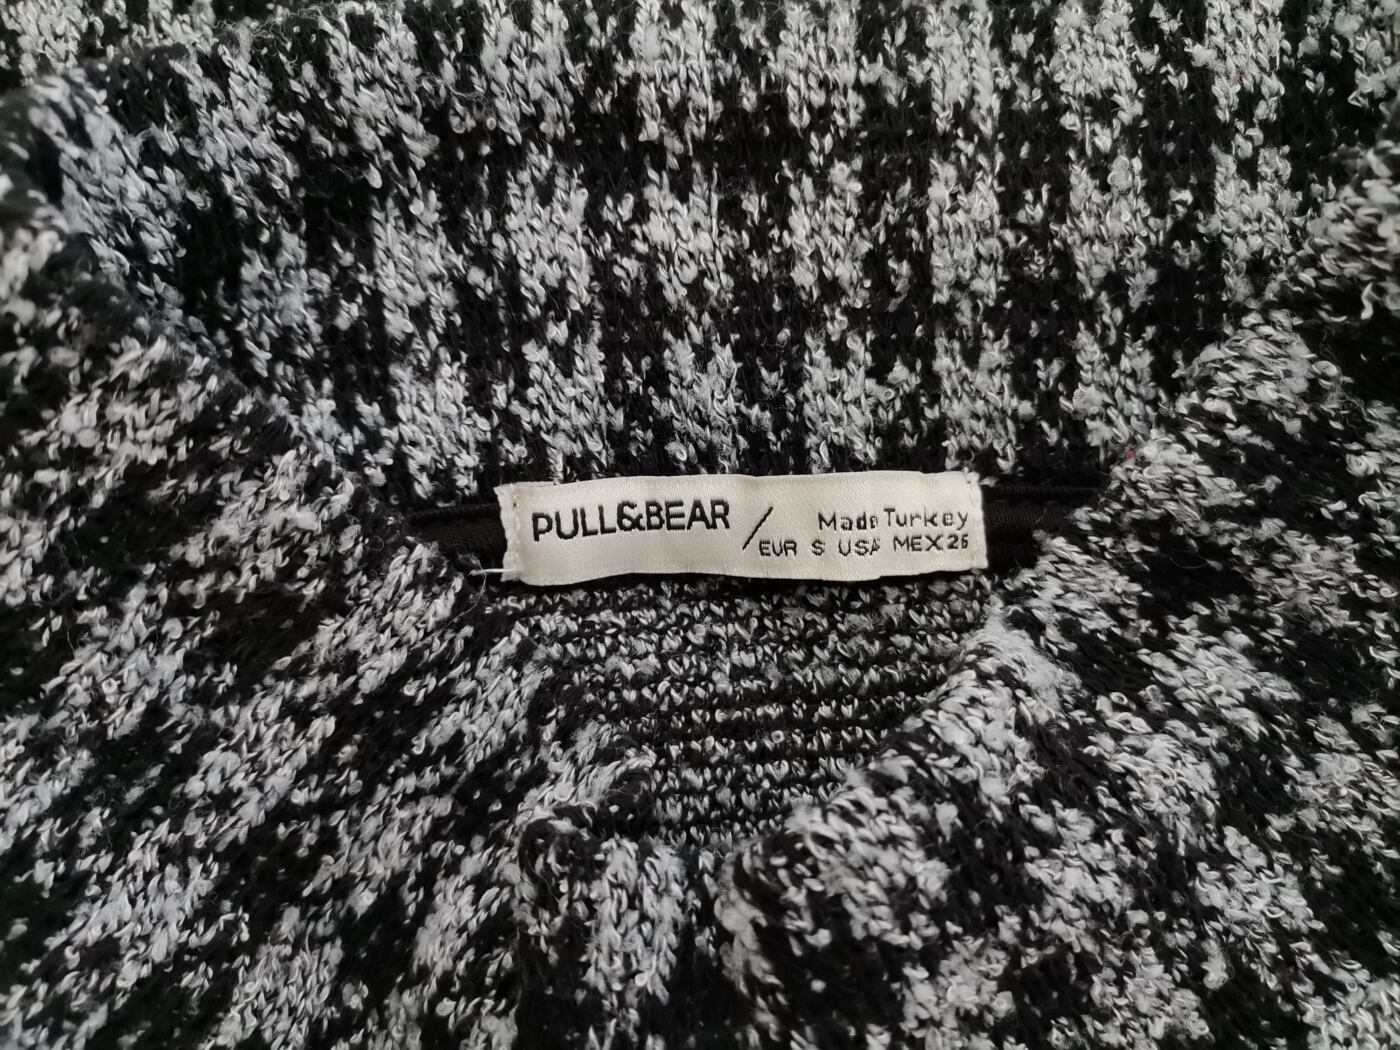 PULL&BEAR /
Made Turkey
EUR S USA MEX 26